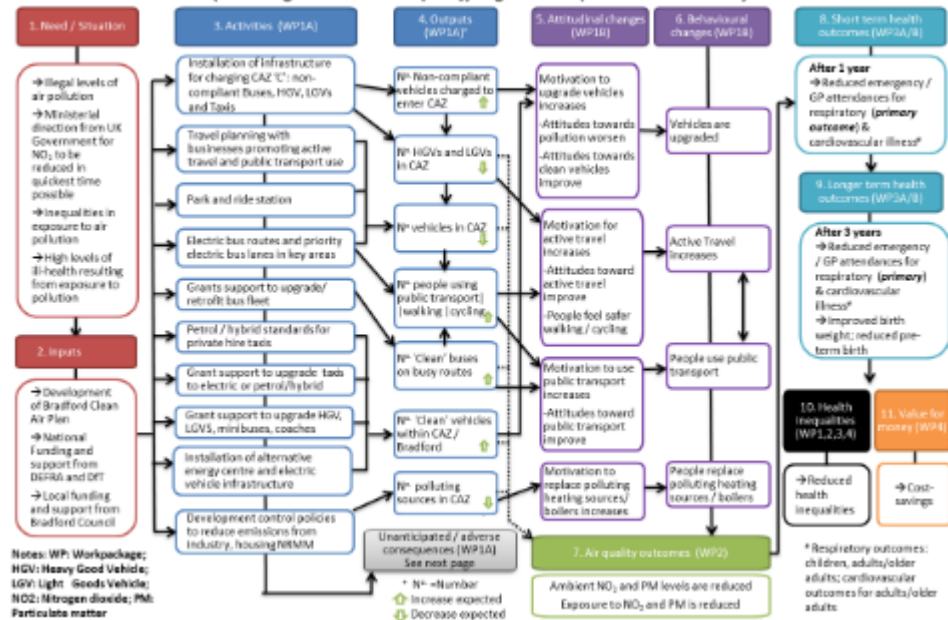 1. Need / Situation
→Illegal levels of
air pollution
→Ministerial
direction from UK
Government for
NO₂ to be
reduced in
quickest time
possible
→Inequalities in
exposure to air
pollution
→High levels of
ill-health resulting
from exposure to
pollution
2. Inputs
→Development
of Bradford Clean
Air Plan
→National
Funding and
support from
DEFRA and DfT
→Local funding
and support from
Bradford Council
Notes: WP: Workpackage;
HGV: Heavy Good Vehicle;
LGV: Light Goods Vehicle;
NO2: Nitrogen dioxide; PM:
Particulate matter
3. Activities (WP1A)
Installation of infrastructure
for charging CAZ 'C': non-
compliant Buses, HGV, LGVs
and Taxis
Travel planning with
businesses promoting active
travel and public transport use
Park and ride station
Electric bus routes and priority
electric bus lanes in key areas
Grants support to upgrade/
retrofit bus fleet
Petrol / hybrid standards for
private hire taxis
Grant support to upgrade taxis
to electric or petrol/hybrid
Grant support to upgrade HGV,
LGVS, minibuses, coaches
Installation of alternative
energy centre and electric
vehicle infrastructure
Development control policies
to reduce emissions from
industry, housing NRMM
4. Outputs
(WP1A)*
Nº Non-compliant
vehicles charged to
enter CAZ
Nº HGVs and LGVs
in CAZ
Nº vehicles in CAZ
Nº people using
public transport|
|walking |cycling
Nº 'Clean' buses
on busy routes
Nº 'Clean' vehicles
within CAZ /
Bradford
Nº polluting
sources in CAZ
Unanticipated / adverse
consequences (WP1A)
See next page
* Nº =Number
Increase expected
Decrease expected
5. Attitudinal changes
(WP1B)
Motivation to
upgrade vehicles
increases
-Attitudes towards
pollution worsen
-Attitudes towards
clean vehicles
improve
Motivation for
active travel
increases
-Attitudes toward
active travel
improve
-People feel safer
walking / cycling
Motivation to use
public transport
increases
-Attitudes toward
public transport
improve
Motivation to
replace polluting
heating sources/
boilers increases
6. Behavioural
changes (WP1B)
Vehicles are
upgraded
Active Travel
increases
People use public
transport
People replace
polluting heating
sources / boilers
7. Air quality outcomes (WP2)
Ambient NO₂ and PM levels are reduced
Exposure to NO₂ and PM is reduced
8. Short term health
outcomes (WP3A/B)
After 1 year
→Reduced emergency /
GP attendances for
respiratory (primary
outcome) &
cardiovascular illness#
9. Longer term health
outcomes (WP3A/B)
After 3 years
→Reduced emergency
/ GP attendances for
respiratory (primary)
& cardiovascular
illness#
→Improved birth
weight; reduced pre-
term birth
10. Health
inequalities
(WP1,2,3,4)
→Reduced
health
inequalities
11. Value for
money (WP4)
→Cost-
savings
# Respiratory outcomes:
children, adults/older
adults; cardiovascular
outcomes for adults/older
adults